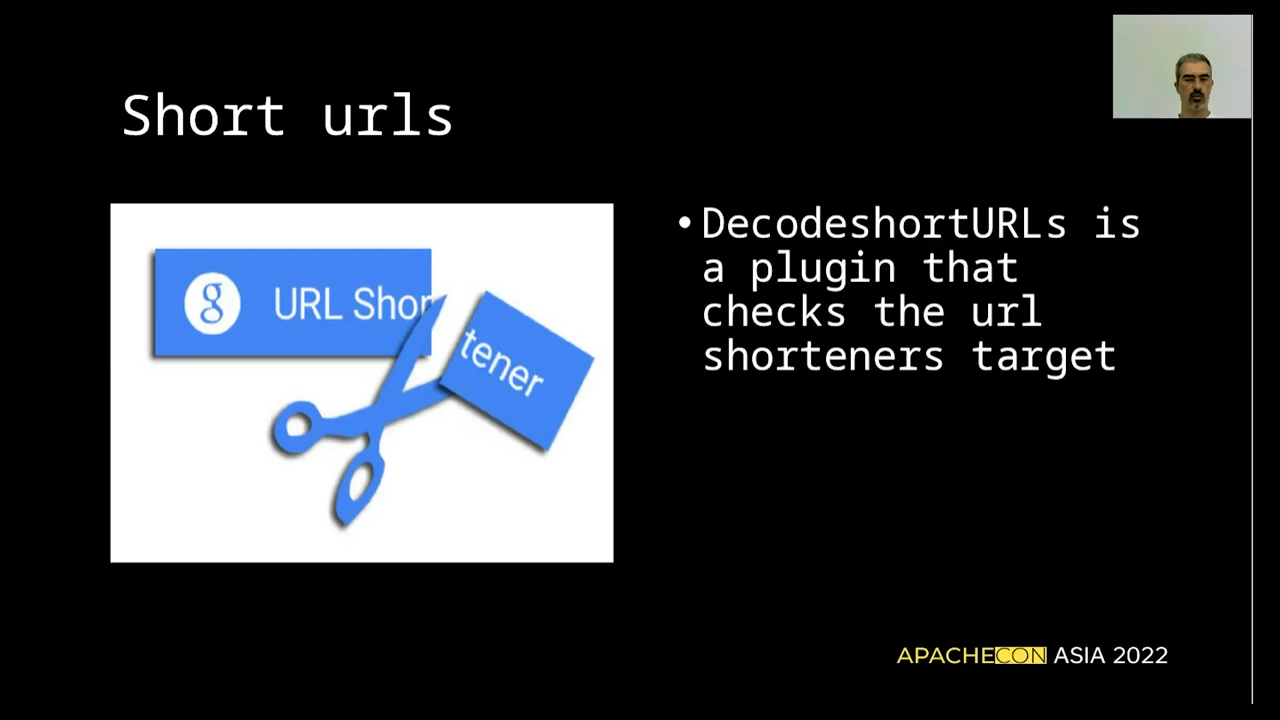 Short urls
g URL Shor
tener
• DecodeshortURLs is
a plugin that
checks the url
shorteners target
APACHECON ASIA 2022